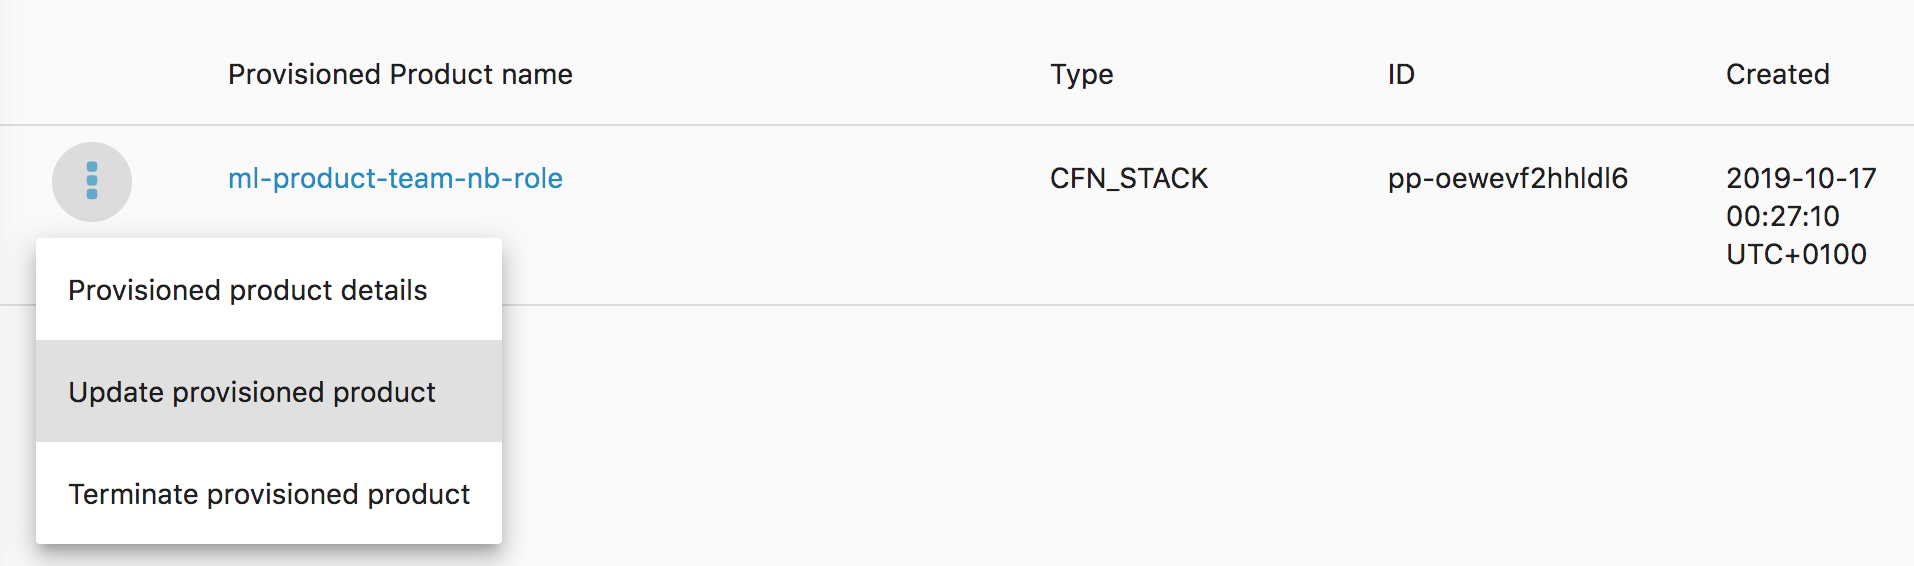 Provisioned Product name Type ID Created
ml-product-team-nb-role CFN_STACK pp-oewevf2hhldl6 2019-10-17
00:27:10
UTC+0100
Provisioned product details
Update provisioned product
Terminate provisioned product